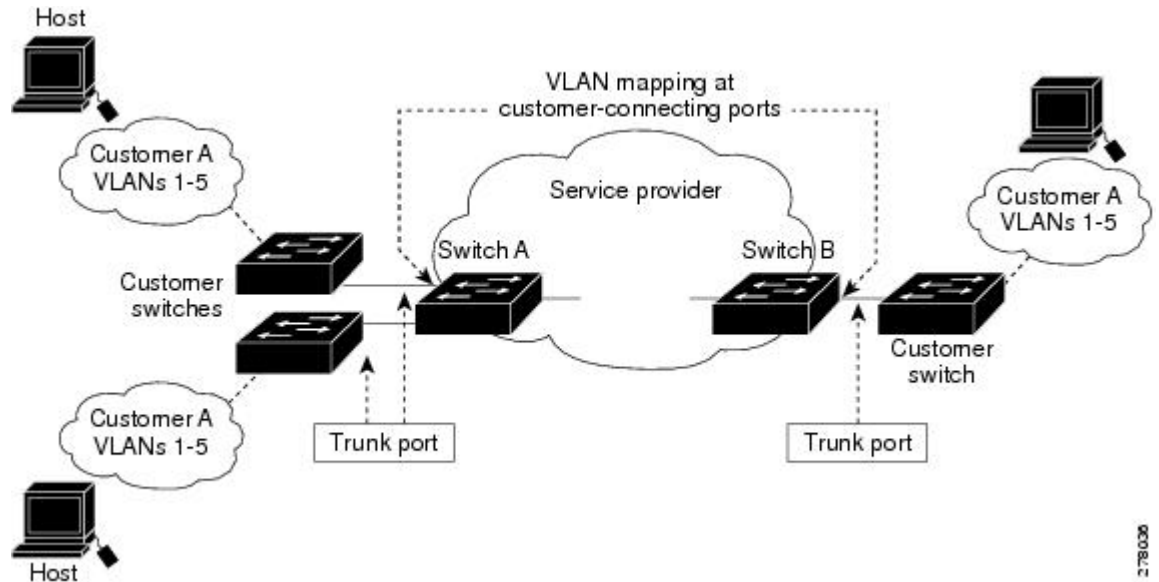 Host
VLAN mapping at
customer-connecting ports
Customer A
VLANs 1-5
Service provider
Customer A
VLANs 1-5
Switch A
Switch B
Customer
switches
Customer
switch
Customer A
VLANs 1-5
Trunk port
Trunk port
Host
278036